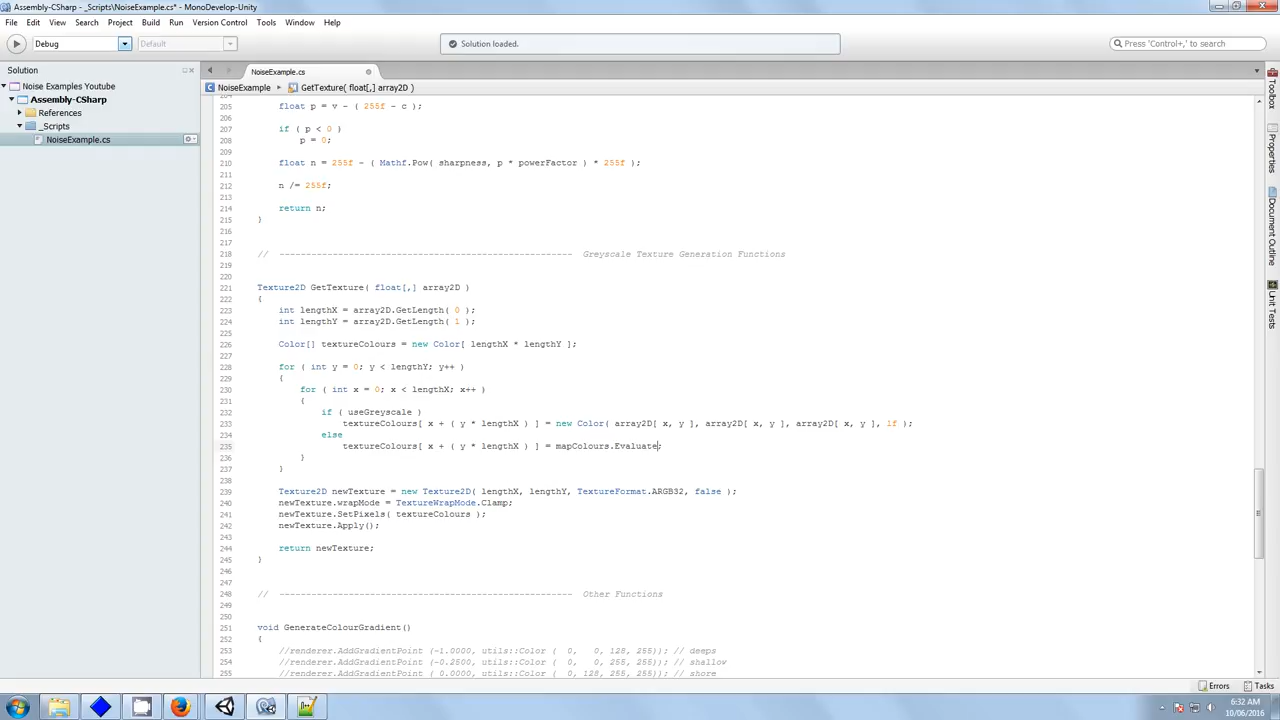 Assembly-CSharp - _Scripts\NoiseExample.cs* - MonoDevelop-Unity
File Edit View Search Project Build Run Version Control Tools Window Help
Debug
Default
Solution loaded.
Press 'Control+,' to search
Solution
Noise Examples Youtube
Assembly-CSharp
References
_Scripts
NoiseExample.cs
NoiseExample.cs
NoiseExample GetTexture( float[,] array2D )
205 float p = v - ( 255f - c );
206
207 if ( p < 0 )
208 p = 0;
209
210 float n = 255f - ( Mathf.Pow( sharpness, p * powerFactor ) * 255f );
211
212 n /= 255f;
213
214 return n;
215 }
216
217
218 // ------------------------------------------------------- Greyscale Texture Generation Functions
219
220
221 Texture2D GetTexture( float[,] array2D )
222 {
223 int lengthX = array2D.GetLength( 0 );
224 int lengthY = array2D.GetLength( 1 );
225
226 Color[] textureColours = new Color[ lengthX * lengthY ];
227
228 for ( int y = 0; y < lengthY; y++ )
229 {
230 for ( int x = 0; x < lengthX; x++ )
231 {
232 if ( useGreyscale )
233 textureColours[ x + ( y * lengthX ) ] = new Color( array2D[ x, y ], array2D[ x, y ], array2D[ x, y ], 1f );
234 else
235 textureColours[ x + ( y * lengthX ) ] = mapColours.Evaluate;
236 }
237 }
238
239 Texture2D newTexture = new Texture2D( lengthX, lengthY, TextureFormat.ARGB32, false );
240 newTexture.wrapMode = TextureWrapMode.Clamp;
241 newTexture.SetPixels( textureColours );
242 newTexture.Apply();
243
244 return newTexture;
245 }
246
247
248 // ------------------------------------------------------- Other Functions
249
250
251 void GenerateColourGradient()
252 {
253 //renderer.AddGradientPoint (-1.0000, utils::Color ( 0, 0, 128, 255)); // deeps
254 //renderer.AddGradientPoint (-0.2500, utils::Color ( 0, 0, 255, 255)); // shallow
255 //renderer.AddGradientPoint ( 0.0000, utils::Color ( 0, 128, 255, 255)); // shore
Toolbox
Properties
Document Outline
Unit Tests
Errors Tasks
6:32 AM
10/06/2016